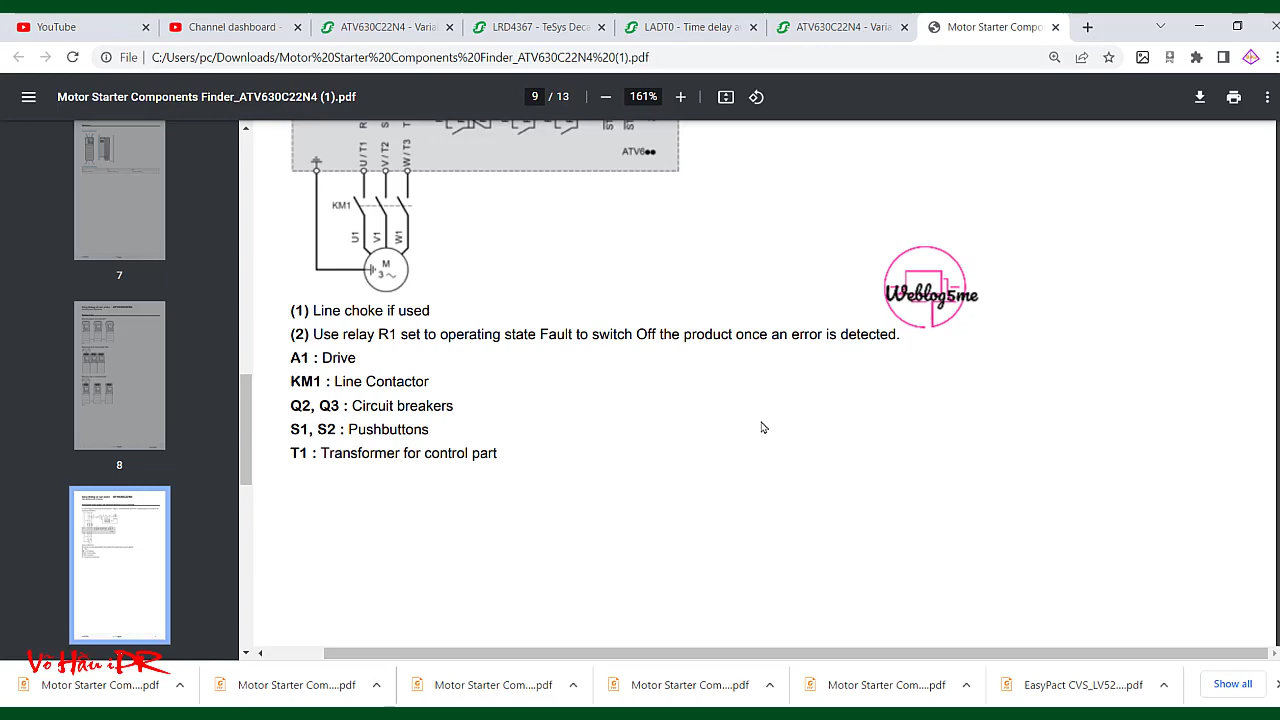 YouTube
Channel dashboard -
ATV630C22N4 - Varia
LRD4367 - TeSys Deca
LADT0 - Time delay a
ATV630C22N4 - Varia
Motor Starter Compo
File
C:/Users/pc/Downloads/Motor%20Starter%20Components%20Finder_ATV630C22N4%20(1).pdf
Motor Starter Components Finder_ATV630C22N4 (1).pdf
9 / 13
161%
R
S
T
U / T1
V / T2
W / T3
ATV6●●
KM1
U1
V1
W1
M
3 ~
Weblog5me
(1) Line choke if used
(2) Use relay R1 set to operating state Fault to switch Off the product once an error is detected.
A1 : Drive
KM1 : Line Contactor
Q2, Q3 : Circuit breakers
S1, S2 : Pushbuttons
T1 : Transformer for control part
7
8
Võ Hậu iPR
Motor Starter Com....pdf
Motor Starter Com....pdf
Motor Starter Com....pdf
Motor Starter Com....pdf
Motor Starter Com....pdf
EasyPact CVS_LV52....pdf
Show all